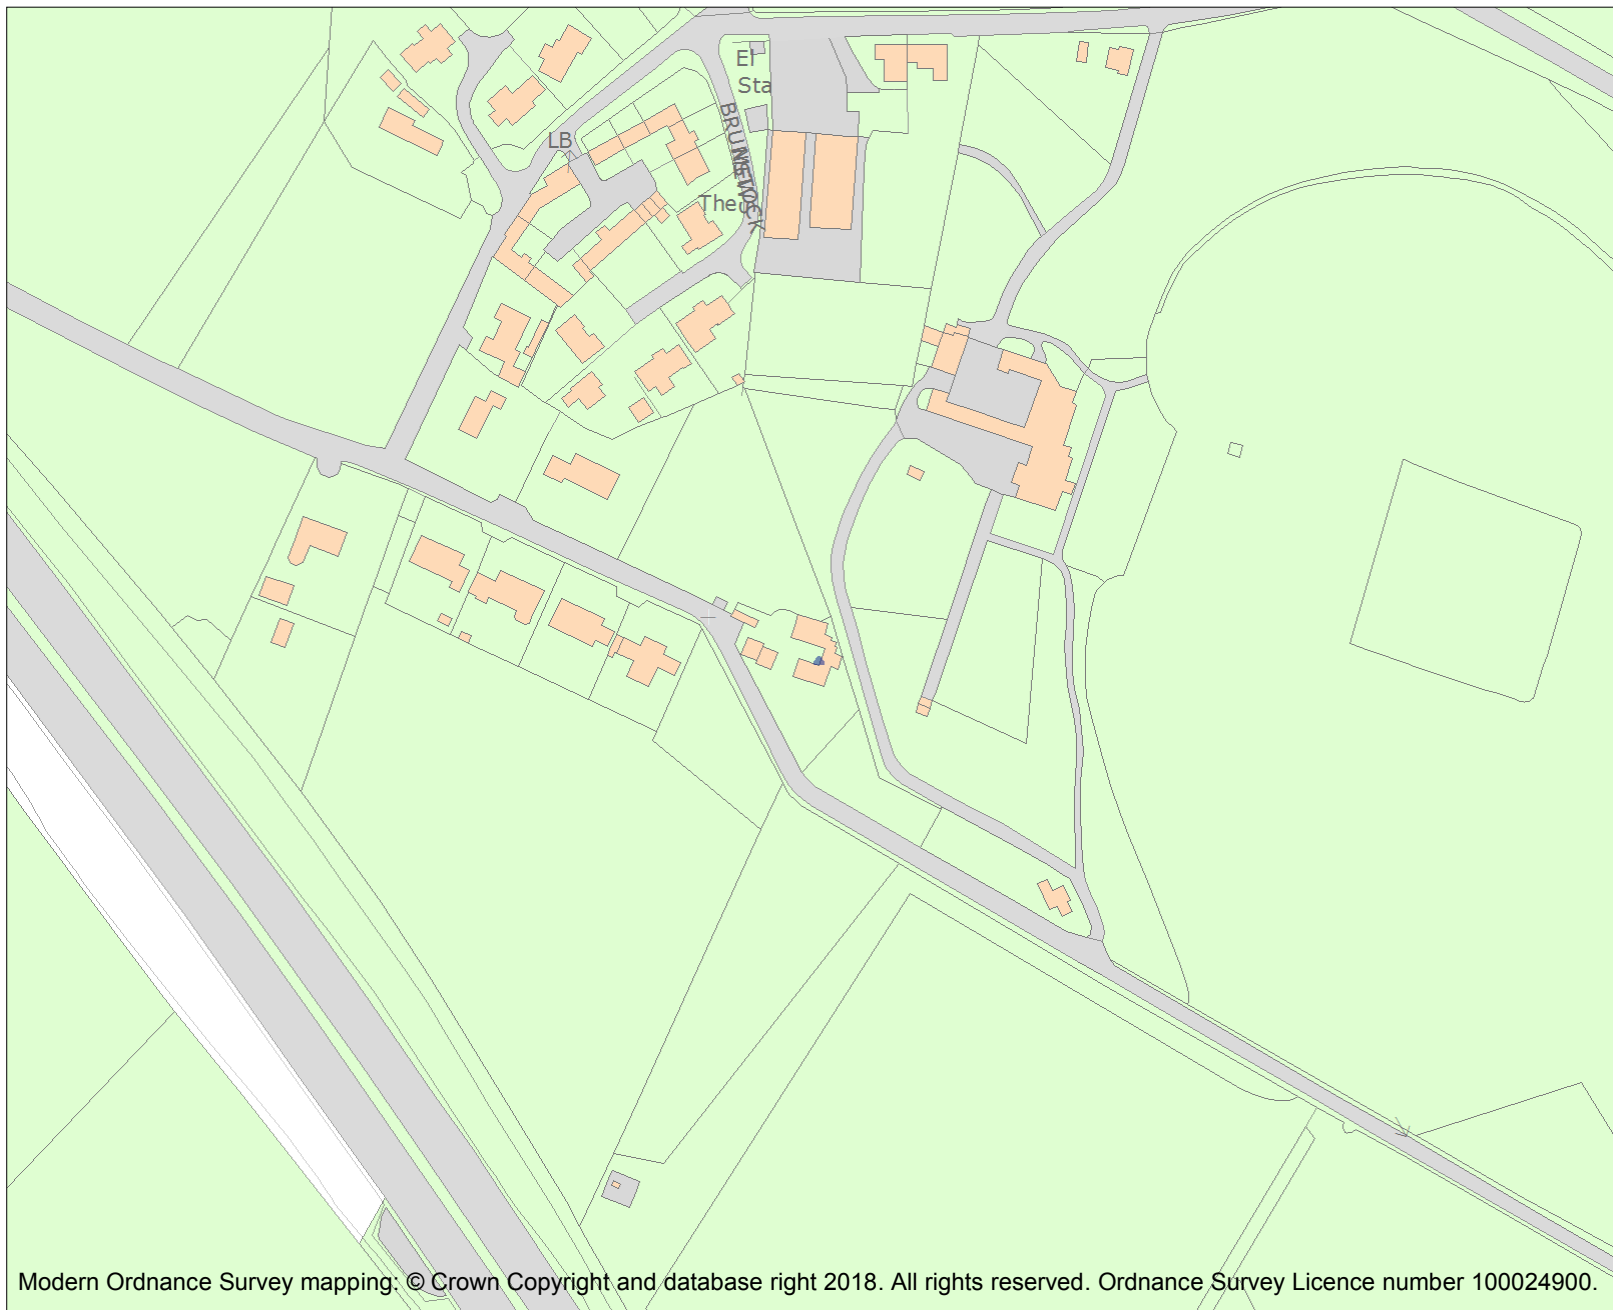 El
Sta
LB
BRUNSTOCK
The
Modern Ordnance Survey mapping: © Crown Copyright and database right 2018. All rights reserved. Ordnance Survey Licence number 100024900.